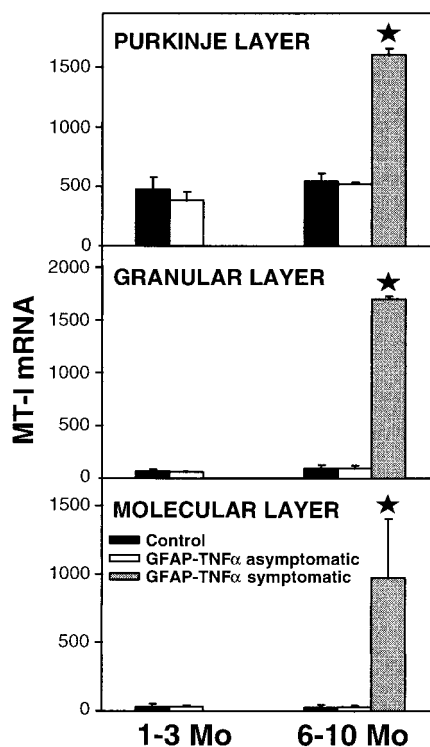 PURKINJE LAYER
1500
1000
500
0
GRANULAR LAYER
2000
1500
1000
500
0
MT-I mRNA
MOLECULAR LAYER
1500
1000
500
0
Control
GFAP-TNFα asymptomatic
GFAP-TNFα symptomatic
1-3 Mo 6-10 Mo